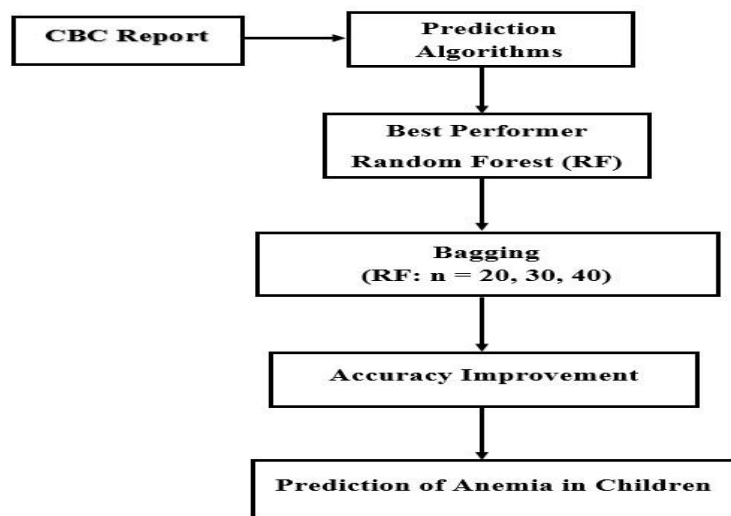 CBC Report
Prediction
Algorithms
Best Performer
Random Forest (RF)
Bagging
(RF: n = 20, 30, 40)
Accuracy Improvement
Prediction of Anemia in Children